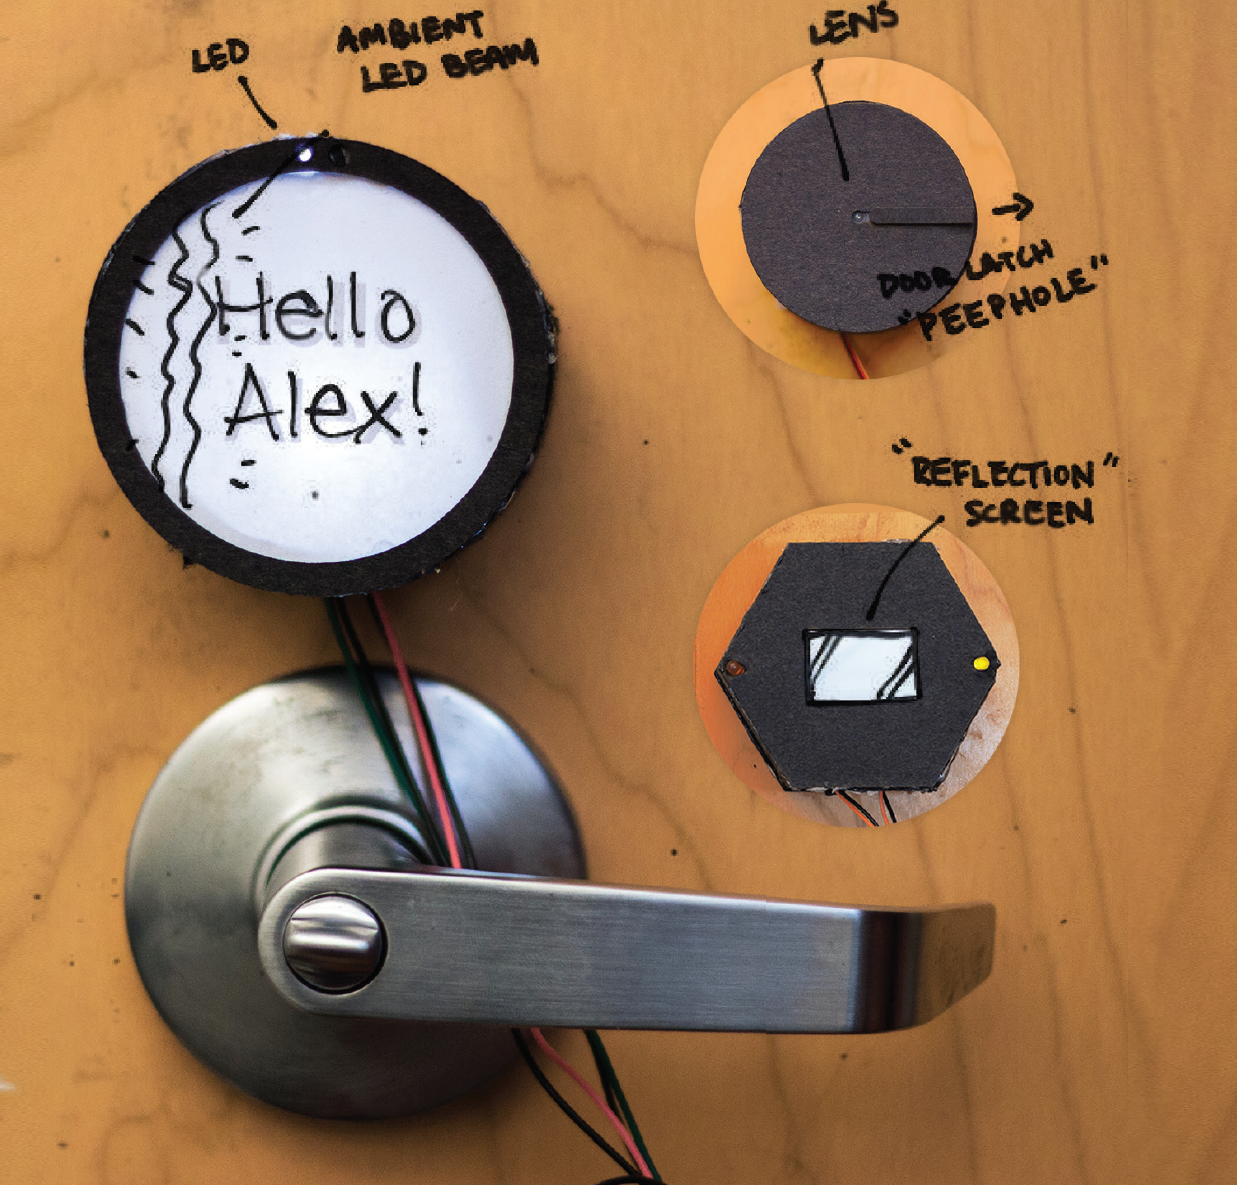 LED
AMBIENT
LED BEAM
Hello
Alex!
LENS
DOOR LATCH
"PEEPHOLE"
"REFLECTION"
SCREEN